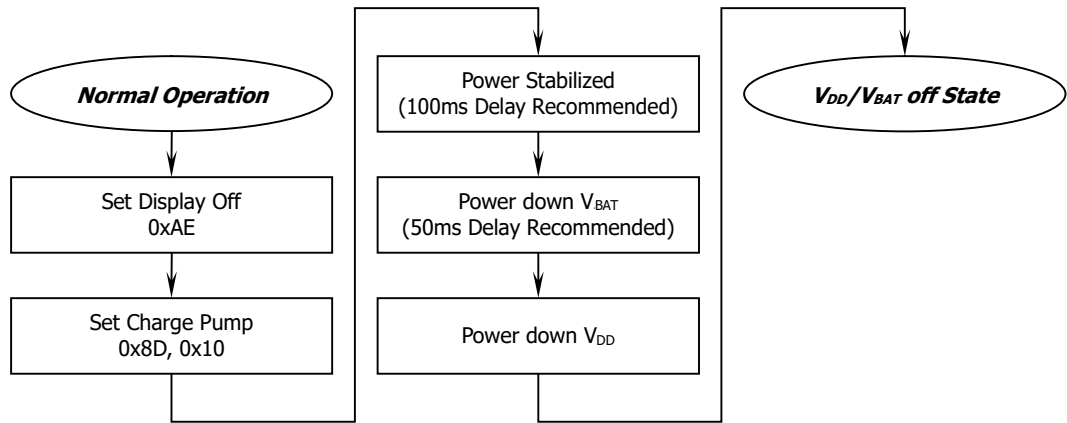 Normal Operation
Set Display Off
0xAE
Set Charge Pump
0x8D, 0x10
Power Stabilized
(100ms Delay Recommended)
Power down VBAT
(50ms Delay Recommended)
Power down VDD
VDD/VBAT off State